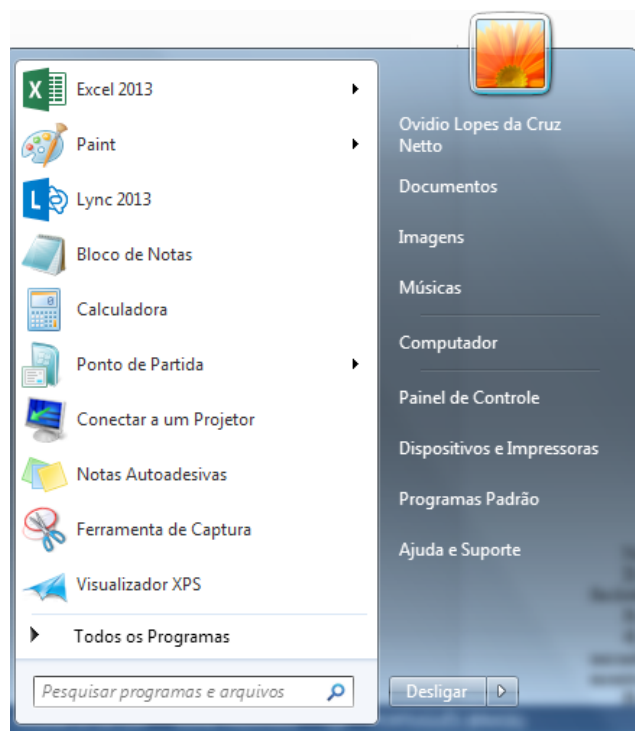 Excel 2013
Paint
Lync 2013
Bloco de Notas
Calculadora
Ponto de Partida
Conectar a um Projetor
Notas Autoadesivas
Ferramenta de Captura
Visualizador XPS
Todos os Programas
Pesquisar programas e arquivos
Ovidio Lopes da Cruz
Netto
Documentos
Imagens
Músicas
Computador
Painel de Controle
Dispositivos e Impressoras
Programas Padrão
Ajuda e Suporte
Desligar